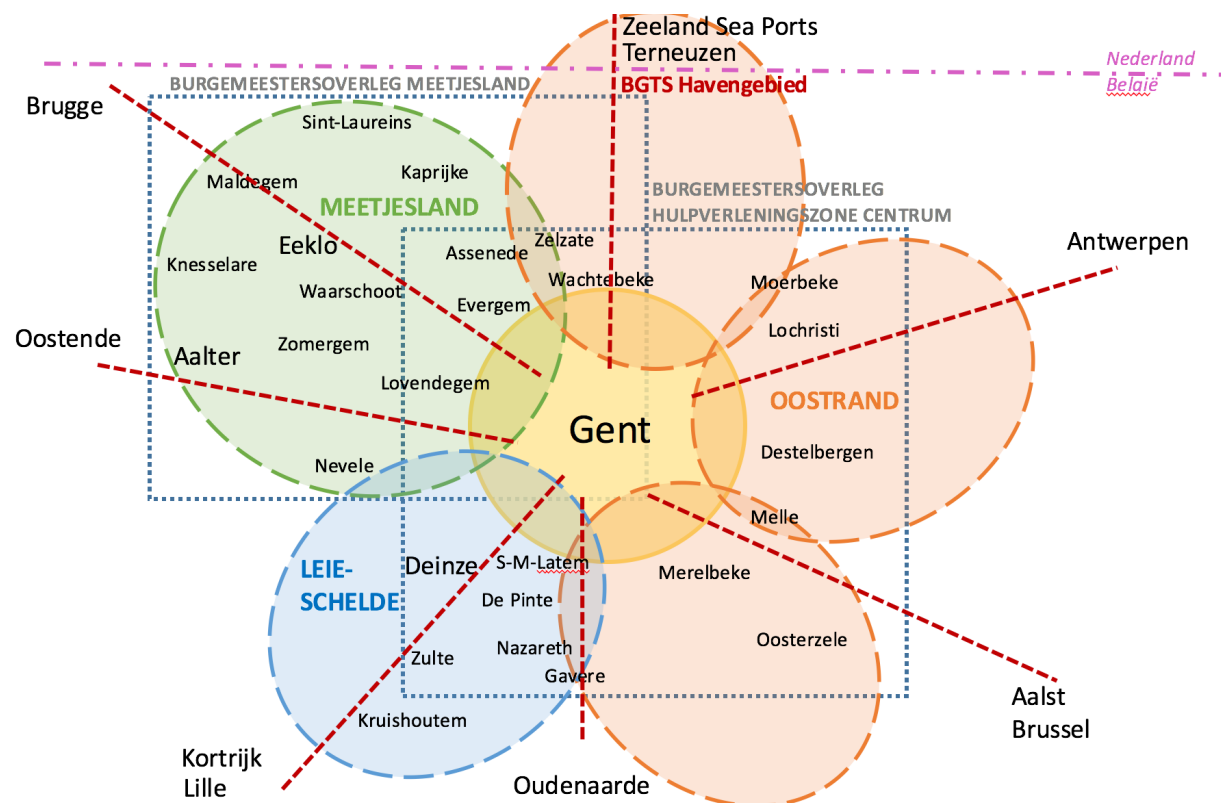 Zeeland Sea Ports
Terneuzen
Nederland
Belaië
BURGEMEESTERSOVERLEG MEETJESLAND
BGTS Havengebied
Brugge
Sint-Laureins
Kaprijke
Maldegem
MEETJESLAND
BURGEMEESTERSOVERLEG
HULPVERLENINGSZONE CENTRUM
Eeklo
Assenede
Zelzate
Antwerpen
Knesselare
Waarschoot
Evergem
Wachtebeke
Moerbeke
Oostende
Aalter
Zomergem
Lochristi
Lovendegem
Gent
OOSTRAND
Nevele
Destelbergen
Melle
LEIE-
SCHELDE
Deinze
S-M-Latem
Merelbeke
De Pinte
Nazareth
Oosterzele
Zulte
Gavere
Kruishoutem
Aalst
Brussel
Kortrijk
Lille
Oudenaarde